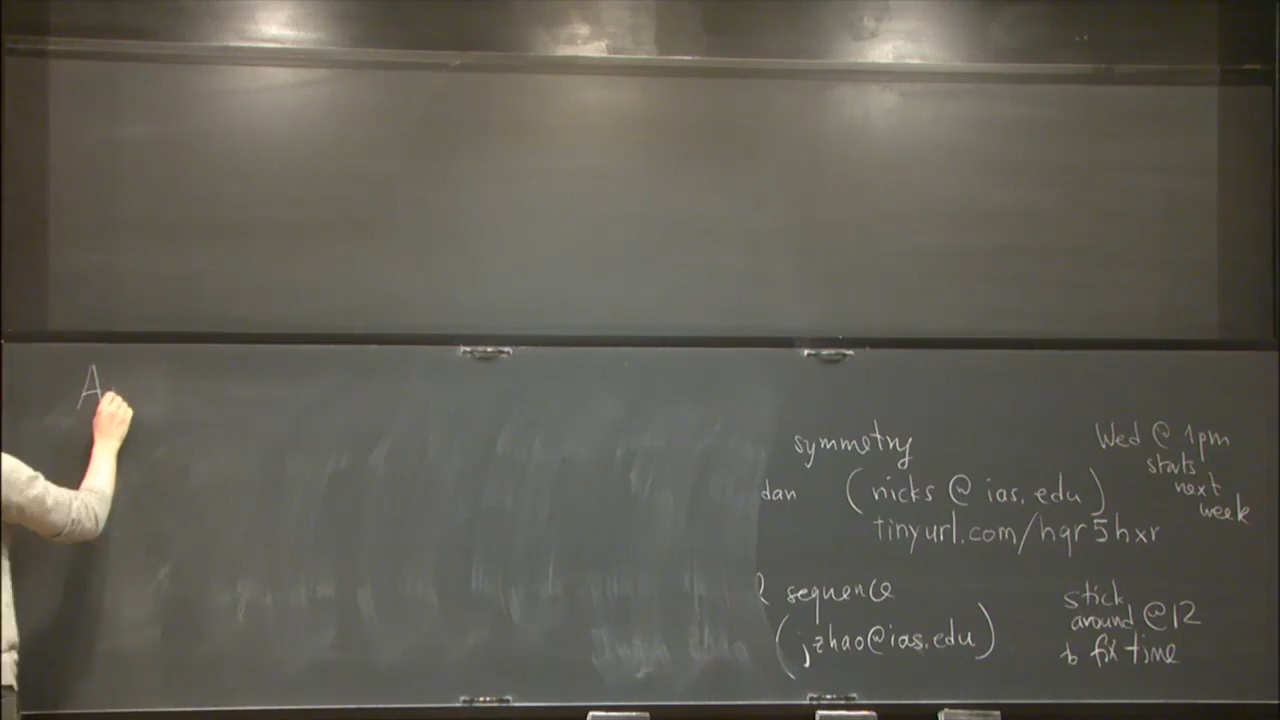 A
symmetry
Wed @ 1pm
starts
next
week
dan (nicks @ ias.edu)
tinyurl.com/hqr5hxr
sequence
(jzhao@ias.edu)
stick
around @12
to fix time